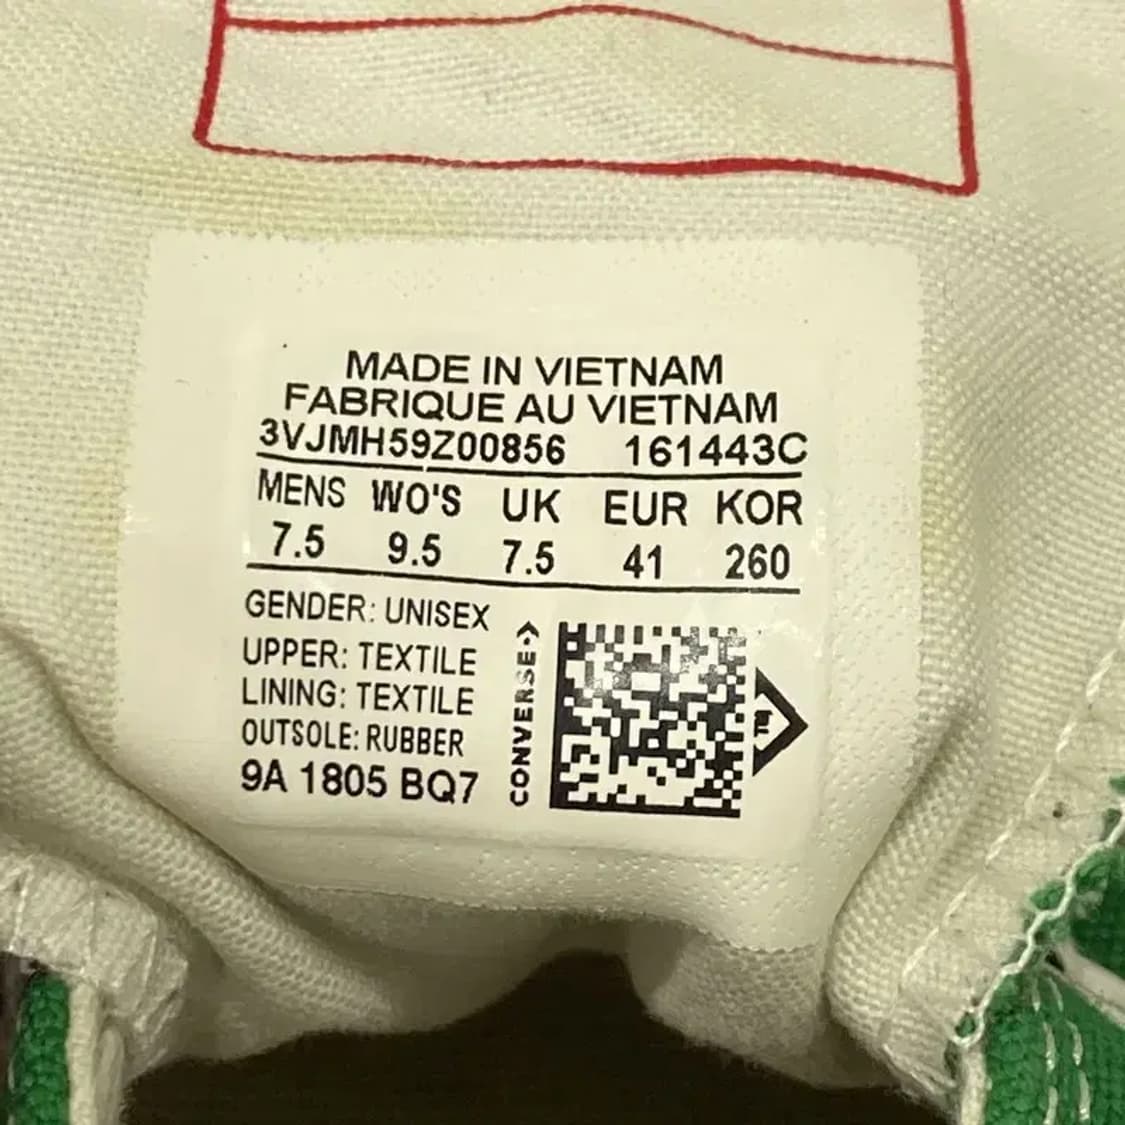 MADE IN VIETNAM
FABRIQUE AU VIETNAM
3VJMH59Z00856 161443C
MENS WO'S UK EUR KOR
7.5 9.5 7.5 41 260
GENDER: UNISEX
UPPER: TEXTILE
LINING: TEXTILE
OUTSOLE: RUBBER
9A 1805 BQ7
CONVERSE